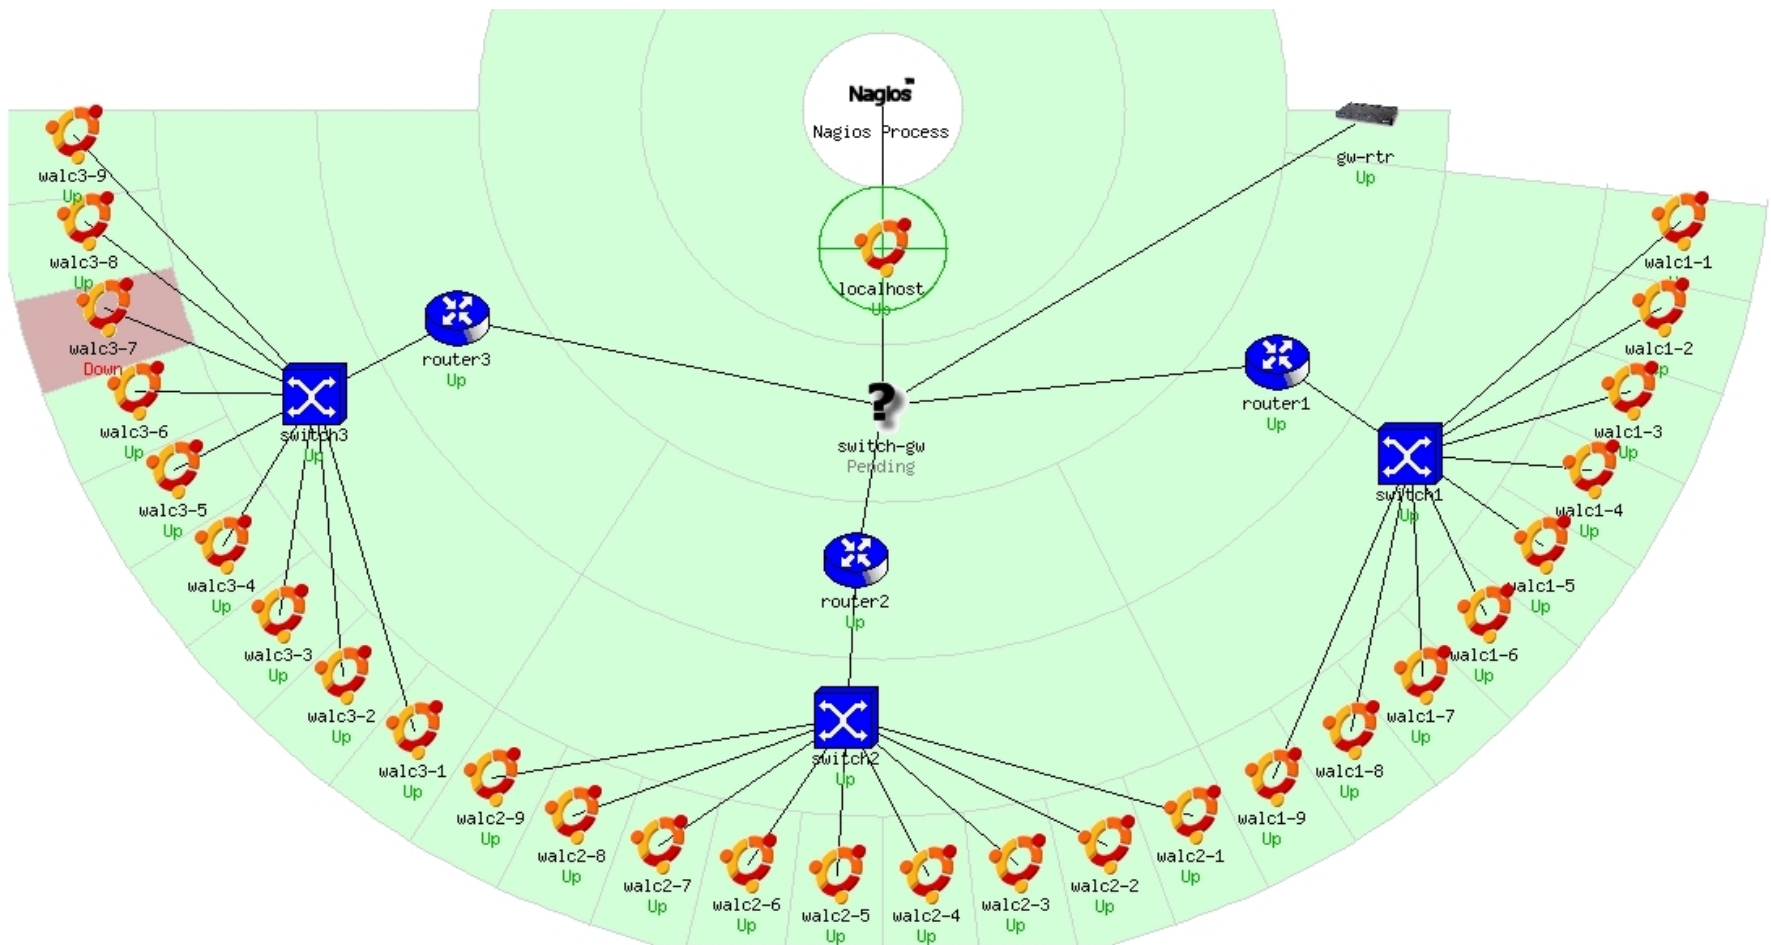 Nagios™
Nagios Process
gw-rtr
Up
walc3-9
Up
walc3-8
Up
walc3-7
Down
walc3-6
Up
walc3-5
Up
walc3-4
Up
walc3-3
Up
walc3-2
Up
walc3-1
Up
switch3
Up
router3
Up
localhost
Up
switch-gw
Pending
router2
Up
switch2
Up
walc2-9
Up
walc2-8
Up
walc2-7
Up
walc2-6
Up
walc2-5
Up
walc2-4
Up
walc2-3
Up
walc2-2
Up
walc2-1
Up
router1
Up
switch1
Up
walc1-1
Up
walc1-2
Up
walc1-3
Up
walc1-4
Up
walc1-5
Up
walc1-6
Up
walc1-7
Up
walc1-8
Up
walc1-9
Up